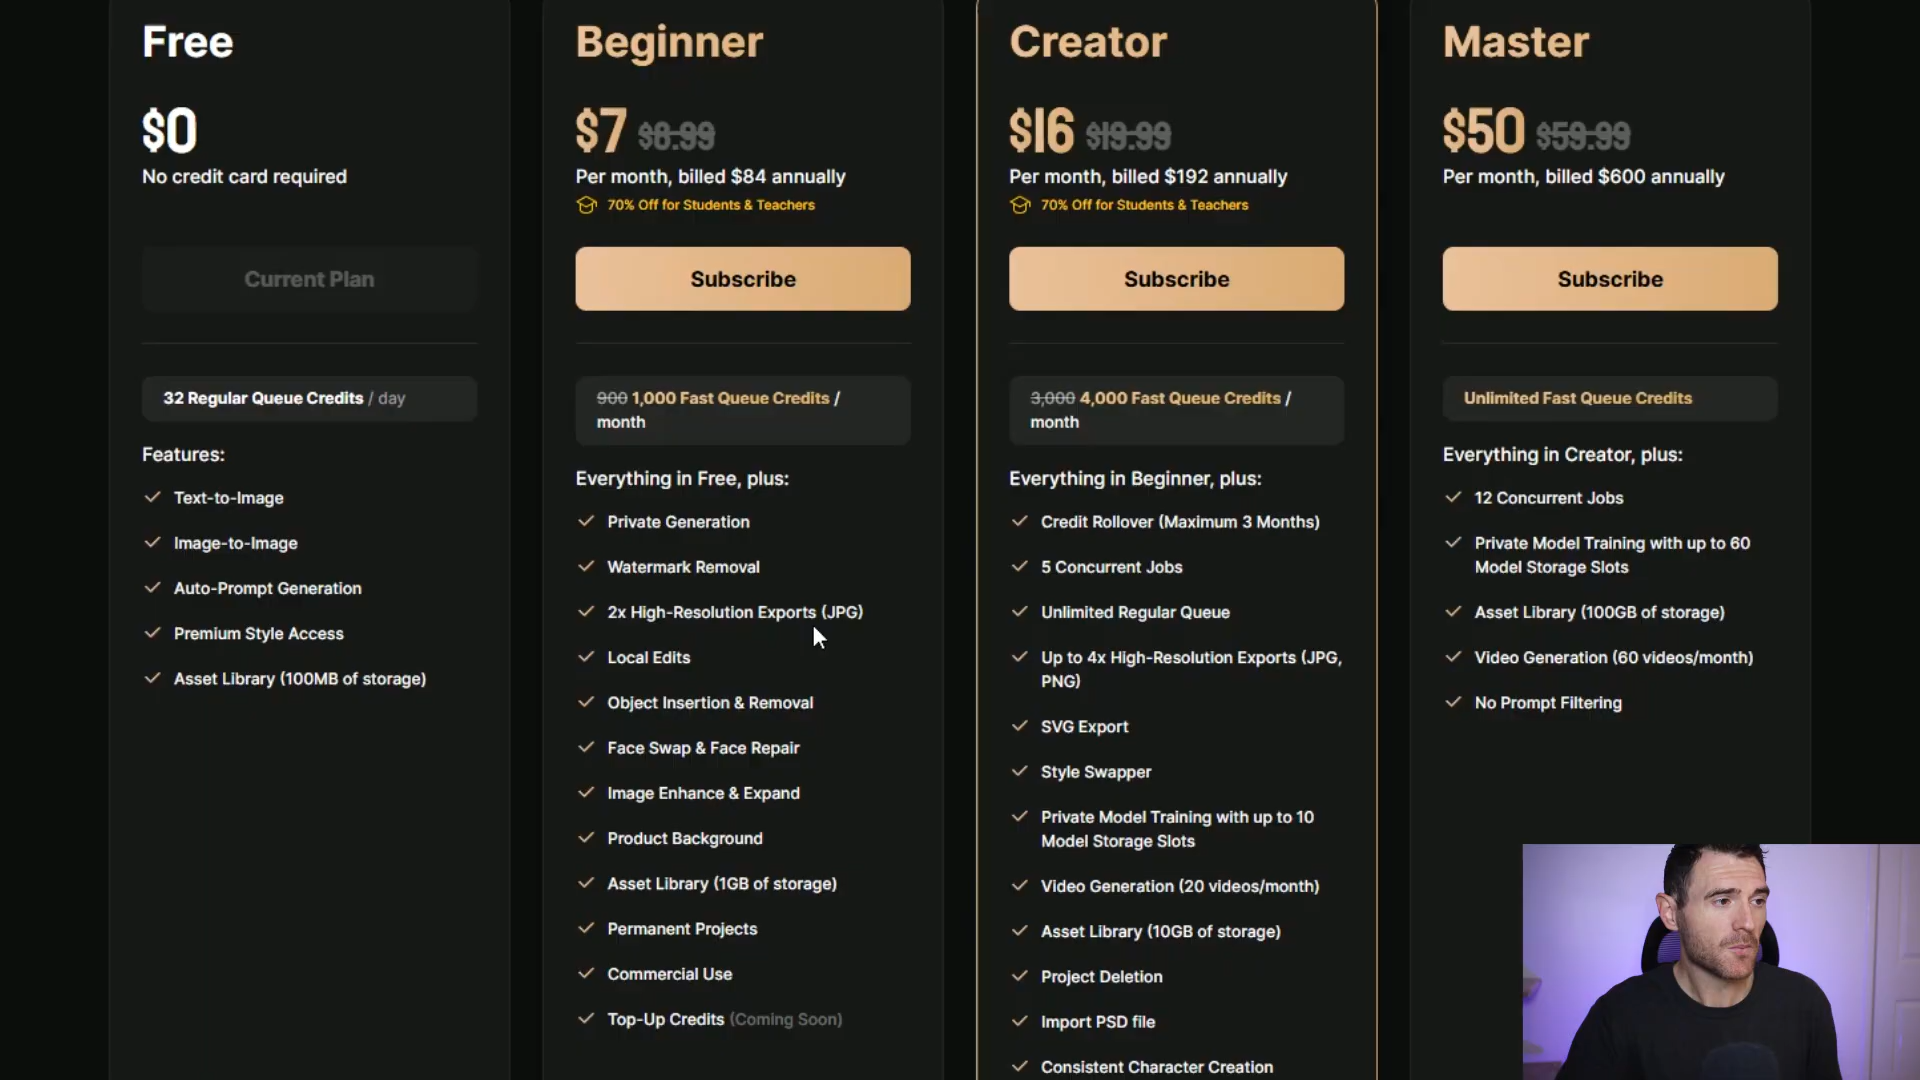 Free
$0
No credit card required
Current Plan
32 Regular Queue Credits / day
Features:
Text-to-Image
Image-to-Image
Auto-Prompt Generation
Premium Style Access
Asset Library (100MB of storage)
Beginner
$7 $8.99
Per month, billed $84 annually
70% Off for Students & Teachers
Subscribe
900 1,000 Fast Queue Credits /
month
Everything in Free, plus:
Private Generation
Watermark Removal
2x High-Resolution Exports (JPG)
Local Edits
Object Insertion & Removal
Face Swap & Face Repair
Image Enhance & Expand
Product Background
Asset Library (1GB of storage)
Permanent Projects
Commercial Use
Top-Up Credits (Coming Soon)
Creator
$16 $19.99
Per month, billed $192 annually
70% Off for Students & Teachers
Subscribe
3,000 4,000 Fast Queue Credits /
month
Everything in Beginner, plus:
Credit Rollover (Maximum 3 Months)
5 Concurrent Jobs
Unlimited Regular Queue
Up to 4x High-Resolution Exports (JPG,
PNG)
SVG Export
Style Swapper
Private Model Training with up to 10
Model Storage Slots
Video Generation (20 videos/month)
Asset Library (10GB of storage)
Project Deletion
Import PSD file
Consistent Character Creation
Master
$50 $59.99
Per month, billed $600 annually
Subscribe
Unlimited Fast Queue Credits
Everything in Creator, plus:
12 Concurrent Jobs
Private Model Training with up to 60
Model Storage Slots
Asset Library (100GB of storage)
Video Generation (60 videos/month)
No Prompt Filtering